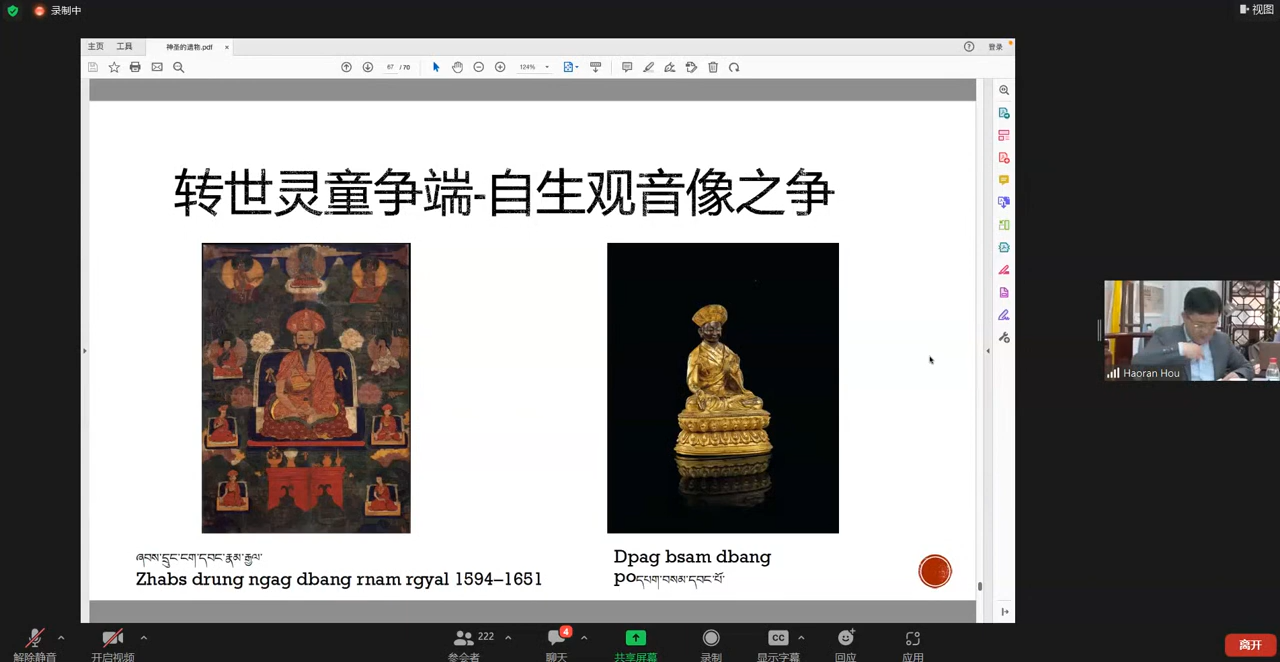 录制中
视图
主页 工具 神圣的遗物.pdf × 登录
67 / 70 124%
转世灵童争端-自生观音像之争
ཞབས་དྲུང་ངག་དབང་རྣམ་རྒྱལ་
Zhabs drung ngag dbang rnam rgyal 1594–1651
Dpag bsam dbang
poདཔག་བསམ་དབང་པོ་
Haoran Hou
222 4 CC
解除静音 开启视频 参会者 聊天 共享屏幕 录制 显示字幕 回应 应用 离开